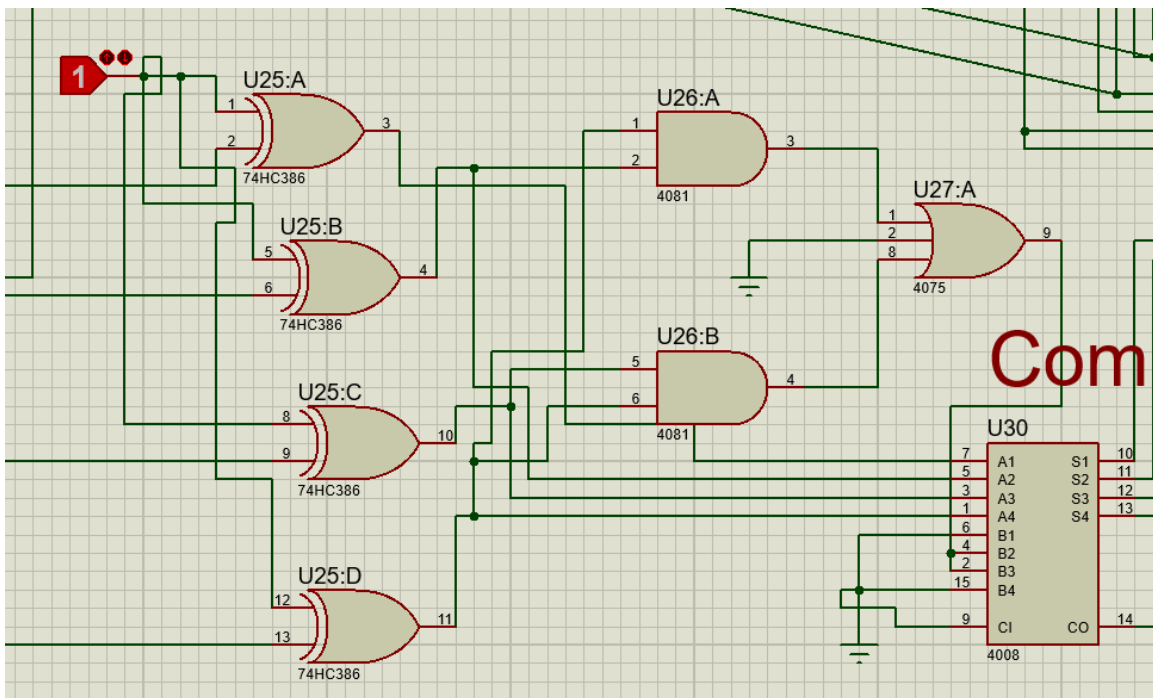 1
U25:A
1
2
3
74HC386
U25:B
5
6
4
74HC386
U25:C
8
9
10
74HC386
U25:D
12
13
11
74HC386
U26:A
1
2
3
4081
U26:B
5
6
4
4081
U27:A
1
2
8
9
4075
Com
U30
7 A1 S1 10
5 A2 S2 11
3 A3 S3 12
1 A4 S4 13
6 B1
4 B2
2 B3
15 B4
9 CI CO 14
4008